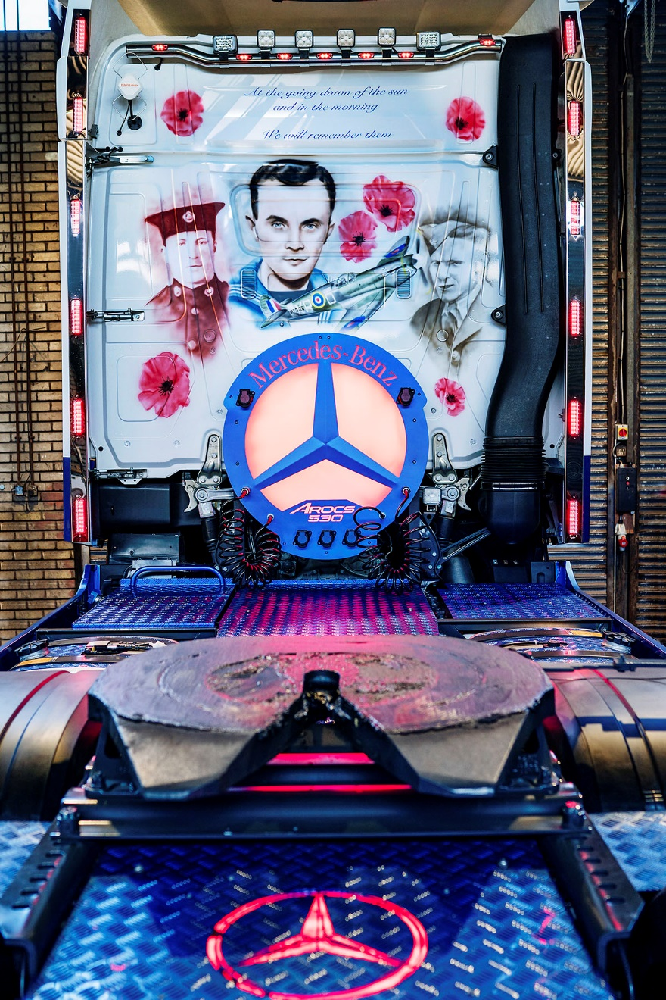 At the going down of the sun
and in the morning
We will remember them
Mercedes-Benz
AROCS
530